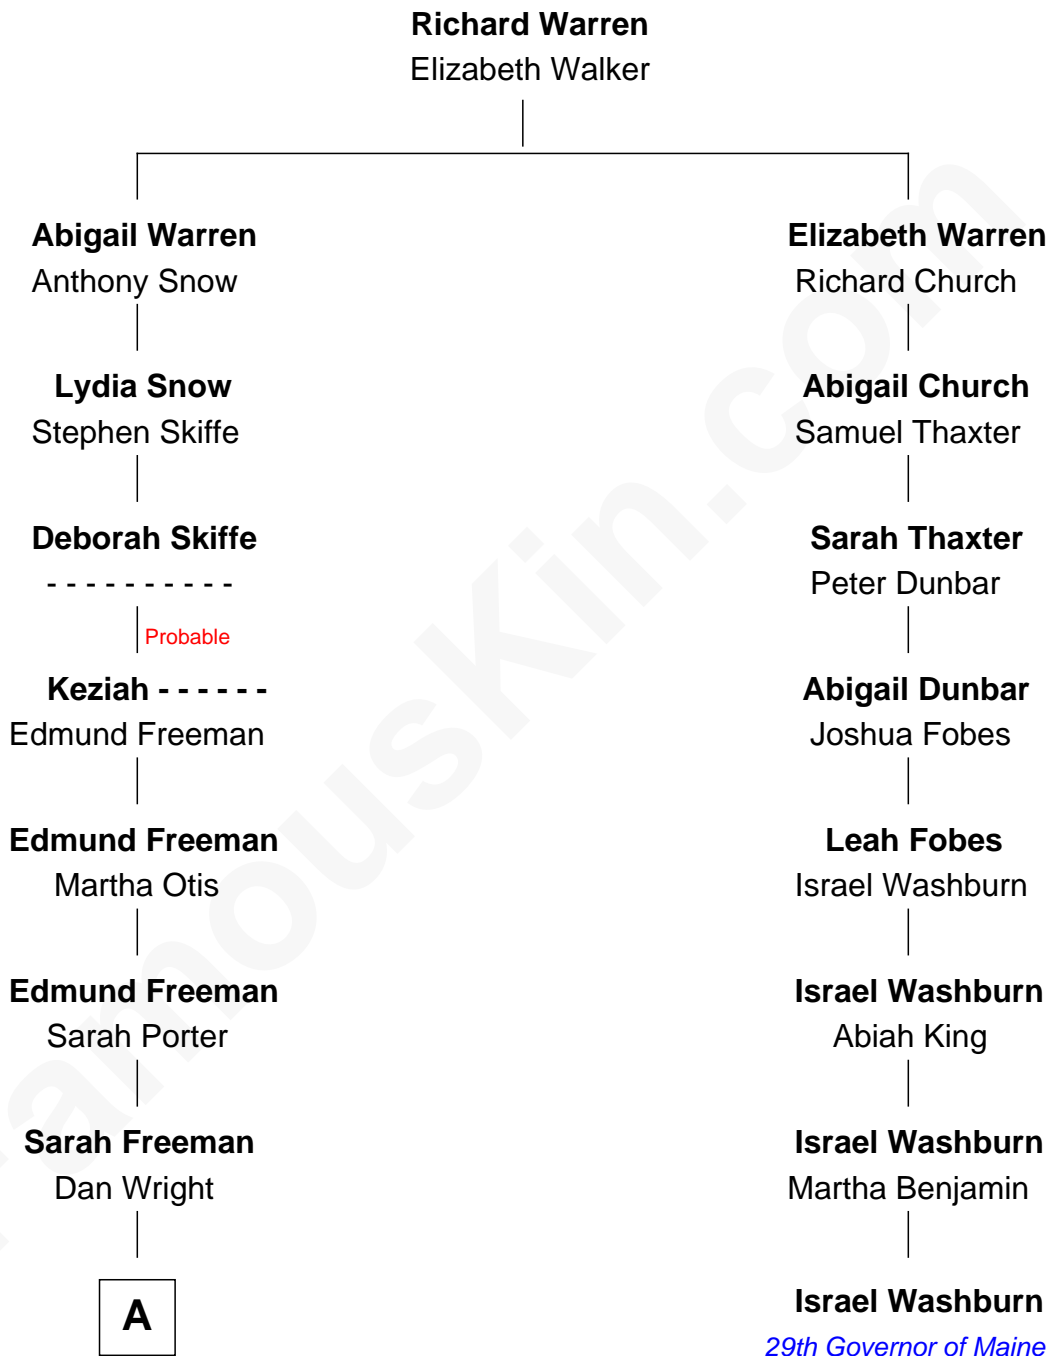 Richard Warren
Elizabeth Walker
Abigail Warren
Anthony Snow
Lydia Snow
Stephen Skiffe
Deborah Skiffe
- - - - - - - - - -
Probable
Keziah - - - - - -
Edmund Freeman
Edmund Freeman
Martha Otis
Edmund Freeman
Sarah Porter
Sarah Freeman
Dan Wright
A
Elizabeth Warren
Richard Church
Abigail Church
Samuel Thaxter
Sarah Thaxter
Peter Dunbar
Abigail Dunbar
Joshua Fobes
Leah Fobes
Israel Washburn
Israel Washburn
Abiah King
Israel Washburn
Martha Benjamin
Israel Washburn
29th Governor of Maine
FamousKin.com